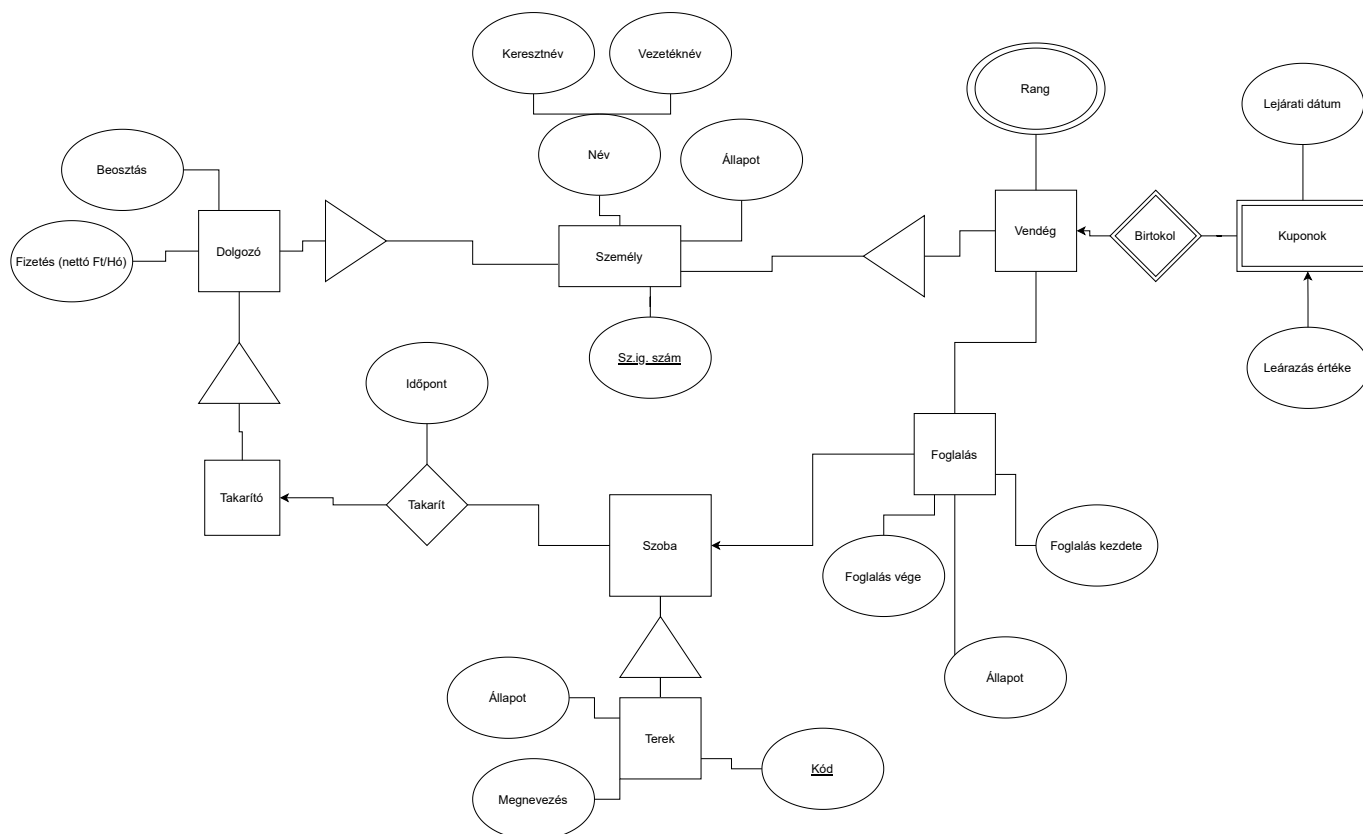 Keresztnév
Vezetéknév
Rang
Lejárati dátum
Név
Állapot
Beosztás
Vendég
Birtokol
Kuponok
Dolgozó
Személy
Fizetés (nettó Ft/Hó)
Sz.ig. szám
Leárazás értéke
Időpont
Foglalás
Takarító
Takarít
Szoba
Foglalás kezdete
Foglalás vége
Állapot
Állapot
Terek
Kód
Megnevezés